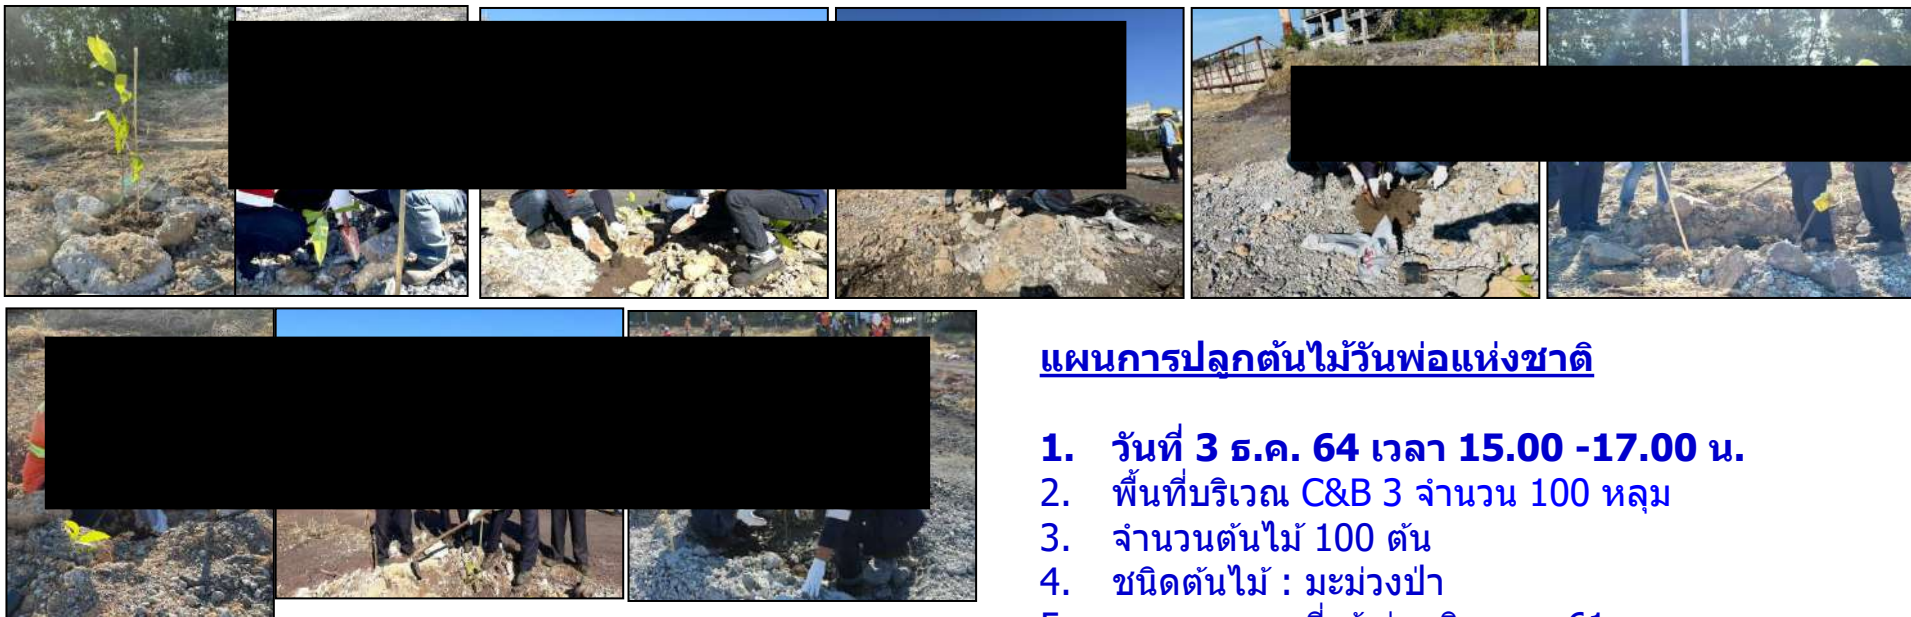 แผนการปลูกต้นไม้วันพ่อแห่งชาติ
1. วันที่ 3 ธ.ค. 64 เวลา 15.00 -17.00 น.
2. พื้นที่บริเวณ C&B 3 จำนวน 100 หลุม
3. จำนวนต้นไม้ 100 ต้น
4. ชนิดต้นไม้ : มะม่วงป่า